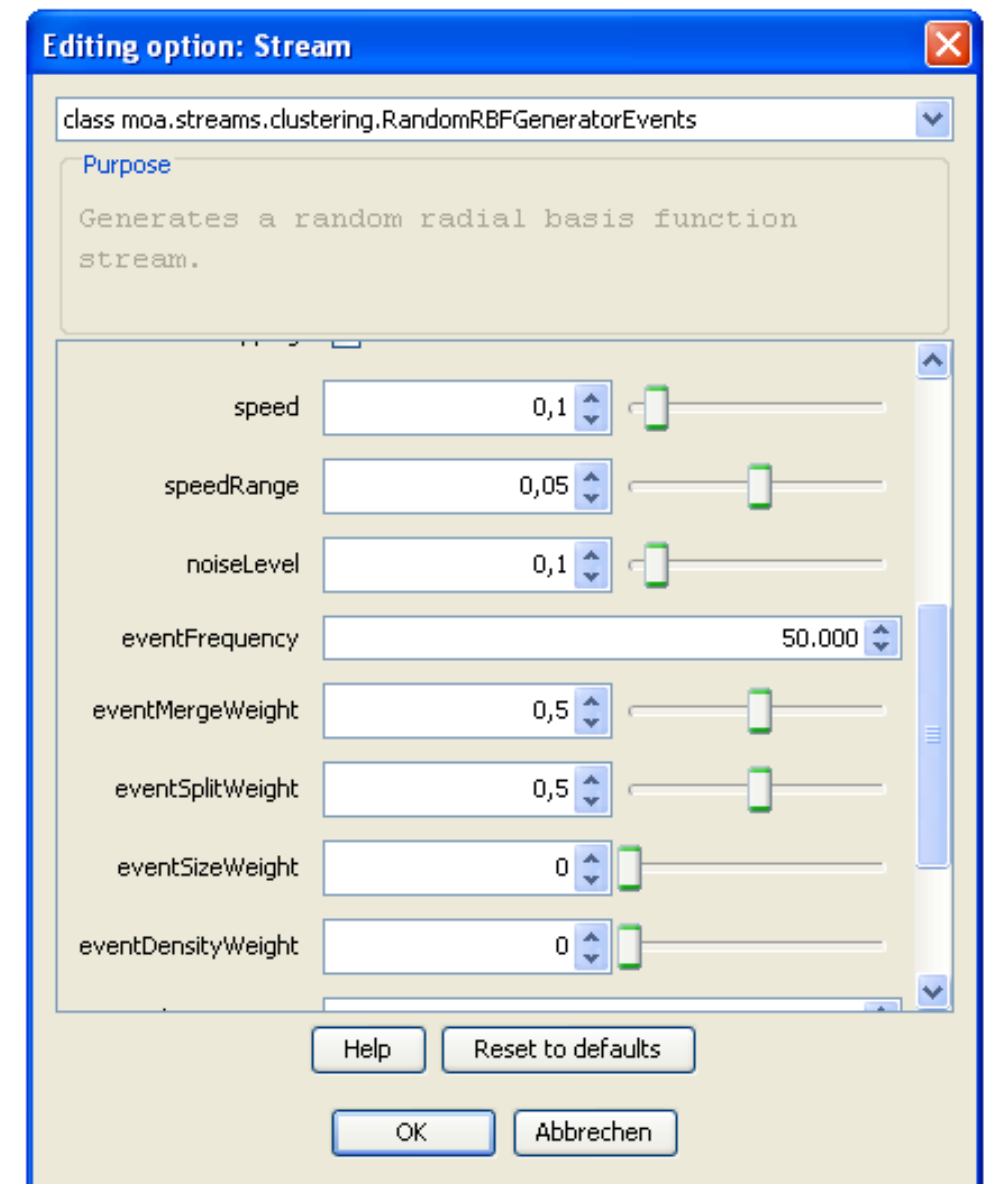 Editing option: Stream
class moa.streams.clustering.RandomRBFGeneratorEvents
Purpose
Generates a random radial basis function
stream.
speed 0,1
speedRange 0,05
noiseLevel 0,1
eventFrequency 50.000
eventMergeWeight 0,5
eventSplitWeight 0,5
eventSizeWeight 0
eventDensityWeight 0
Help Reset to defaults
OK Abbrechen